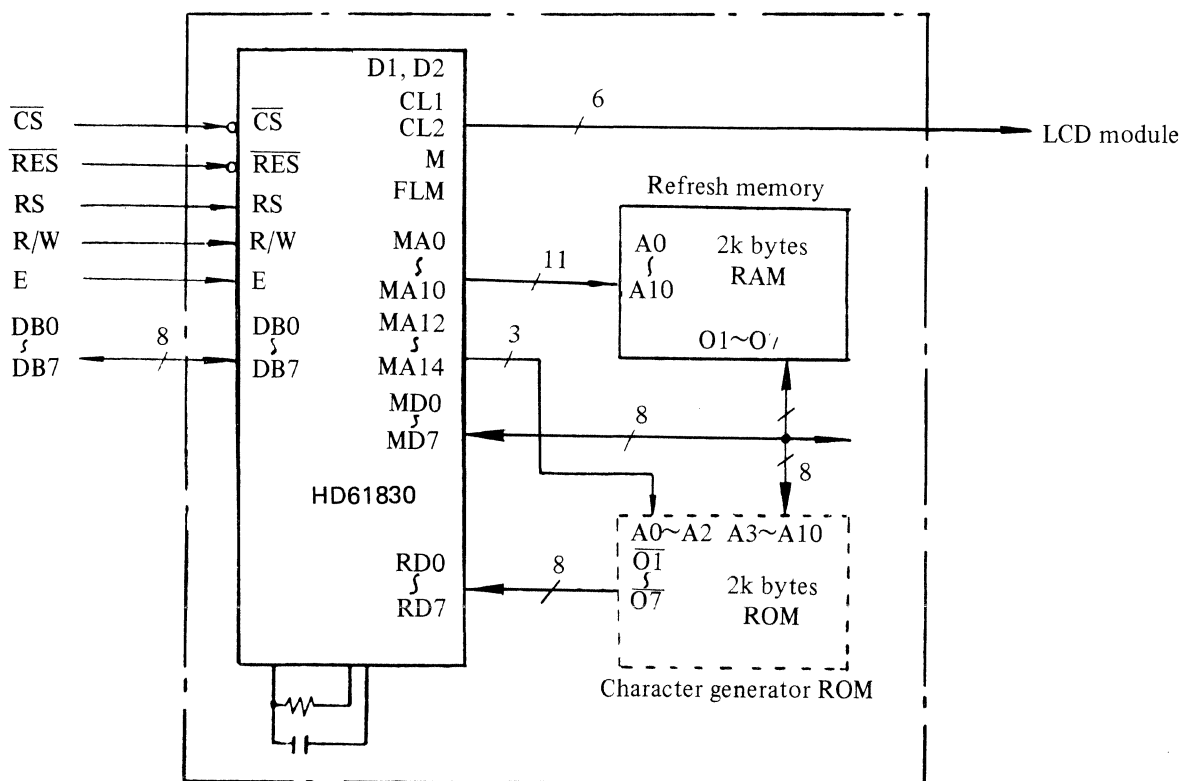 D1, D2
CL1
CL2
M
FLM
6
LCD module
CS
RES
RS
R/W
E
DB0
DB7
8
CS
RES
RS
R/W
E
DB0
DB7
MA0
MA10
11
MA12
MA14
3
MD0
MD7
8
HD61830
RD0
RD7
8
Refresh memory
A0
A10
2k bytes
RAM
8
A0~A2 A3~A10
O1
O7
2k bytes
ROM
Character generator ROM